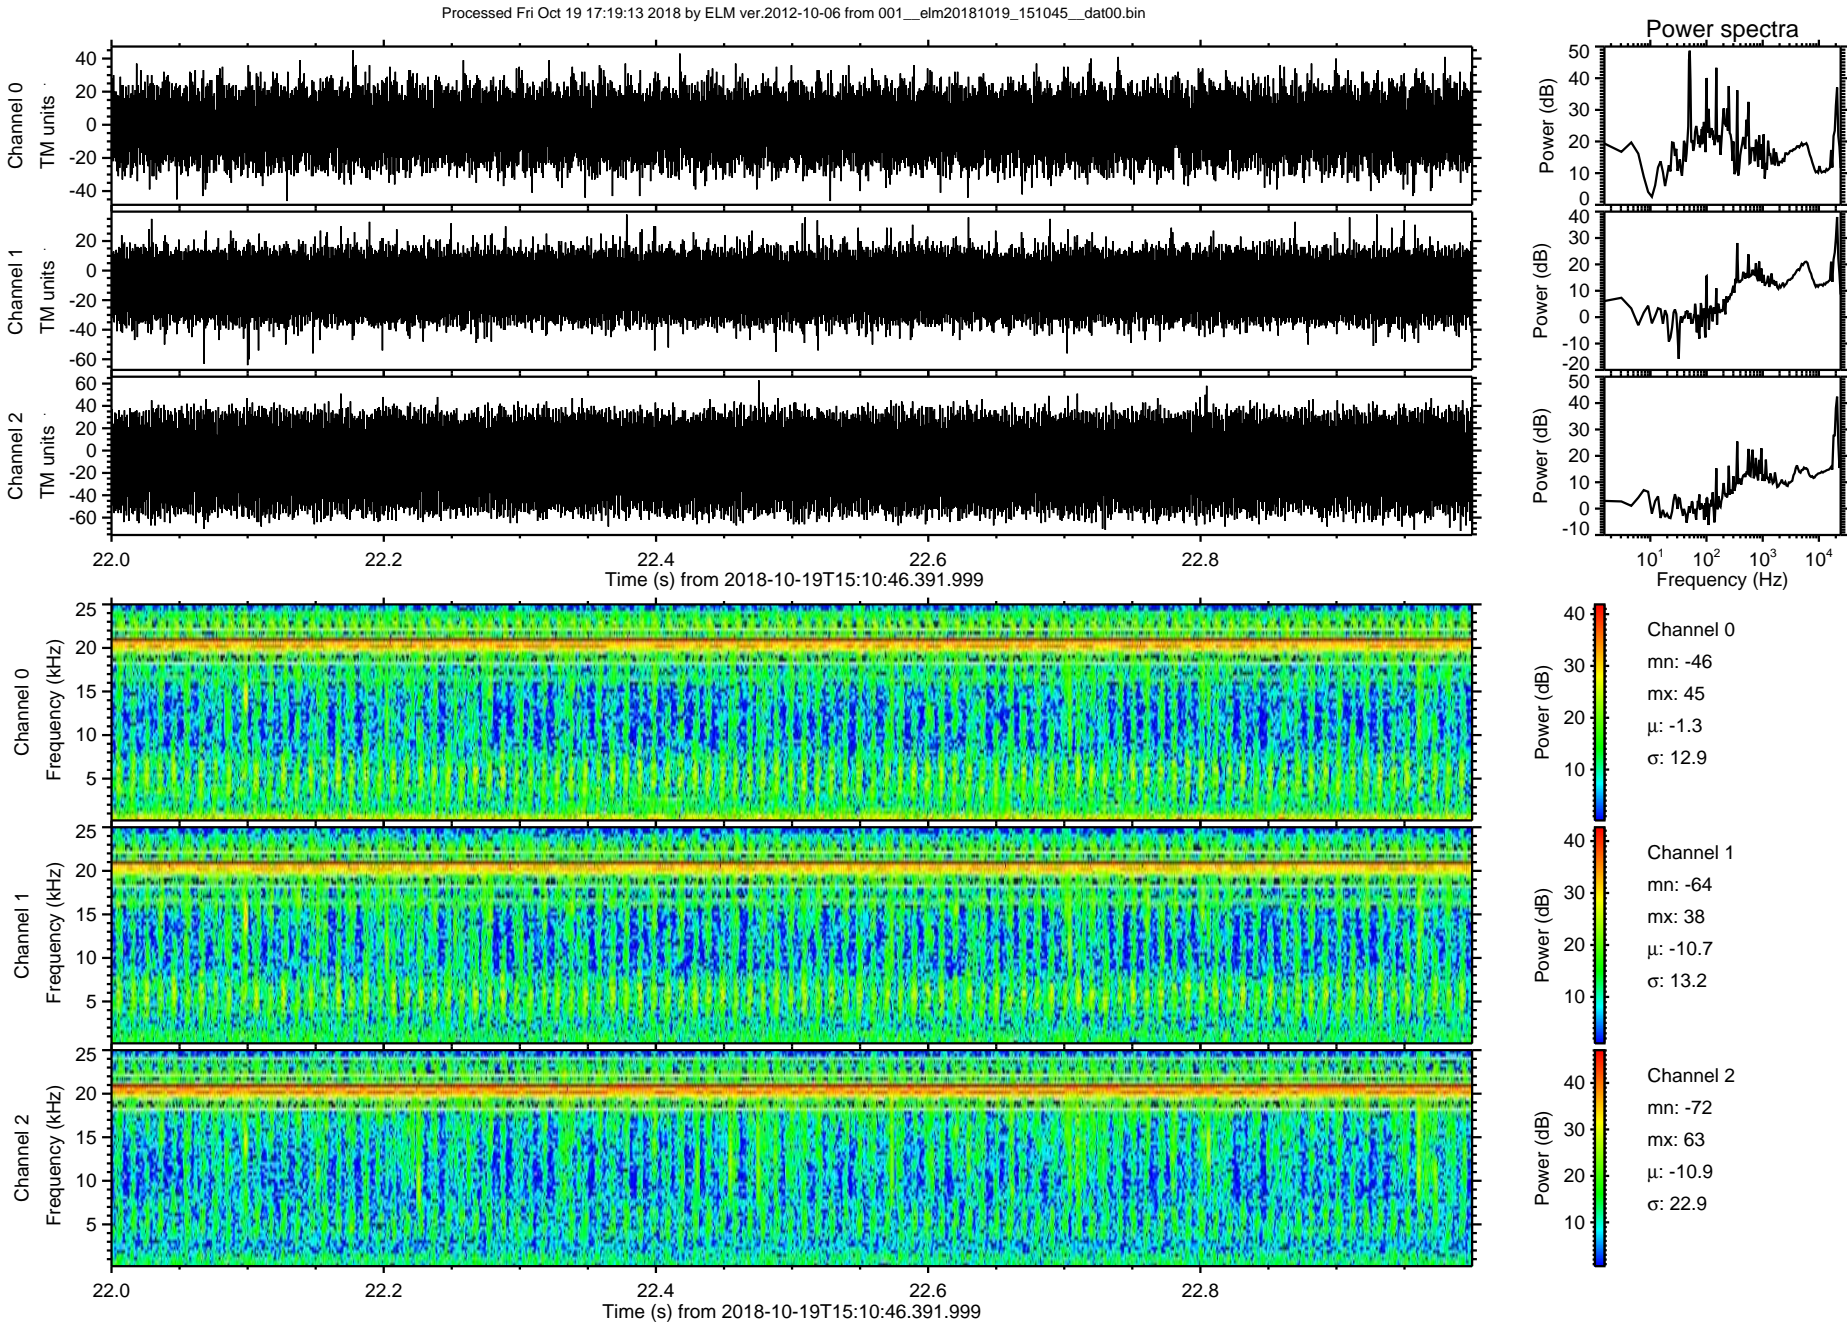 Processed Fri Oct 19 17:19:13 2018 by ELM ver.2012-10-06 from 001__elm20181019_151045__dat00.bin
Power spectra
Channel 0
TM units
40
20
0
-20
-40
Power (dB)
50
40
30
20
10
0
Channel 1
TM units
20
0
-20
-40
-60
Power (dB)
40
30
20
10
0
-10
-20
Channel 2
TM units
60
40
20
0
-20
-40
-60
Power (dB)
50
40
30
20
10
0
-10
22.0 22.2 22.4 22.6 22.8
Time (s) from 2018-10-19T15:10:46.391.999
10¹ 10² 10³ 10⁴
Frequency (Hz)
Channel 0
Frequency (kHz)
25
20
15
10
5
Power (dB)
40
30
20
10
Channel 0
mn: -46
mx: 45
μ: -1.3
σ: 12.9
Channel 1
Frequency (kHz)
25
20
15
10
5
Power (dB)
40
30
20
10
Channel 1
mn: -64
mx: 38
μ: -10.7
σ: 13.2
Channel 2
Frequency (kHz)
25
20
15
10
5
Power (dB)
40
30
20
10
Channel 2
mn: -72
mx: 63
μ: -10.9
σ: 22.9
22.0 22.2 22.4 22.6 22.8
Time (s) from 2018-10-19T15:10:46.391.999